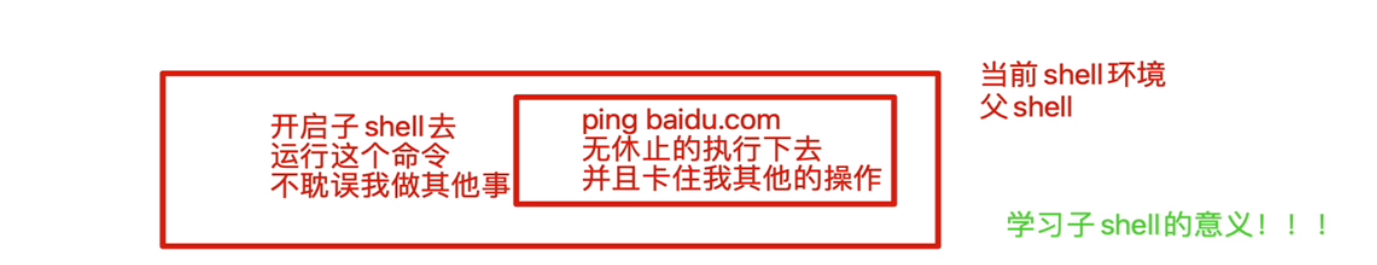 开启子shell去
运行这个命令
不耽误我做其他事
ping baidu.com
无休止的执行下去
并且卡住我其他的操作
当前shell环境
父shell
学习子shell的意义！！！